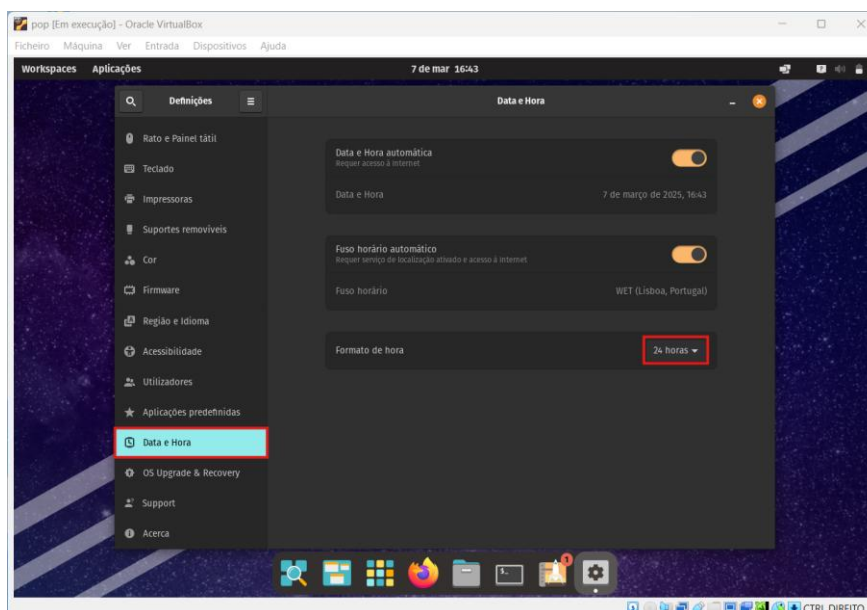 pop [Em execução] - Oracle VirtualBox
Ficheiro Máquina Ver Entrada Dispositivos Ajuda
Workspaces Aplicações 7 de mar 16:43
Definições Data e Hora
Rato e Painel tátil
Teclado
Impressoras
Suportes removíveis
Cor
Firmware
Região e Idioma
Acessibilidade
Utilizadores
Aplicações predefinidas
Data e Hora
OS Upgrade & Recovery
Support
Acerca
Data e Hora automática
Requer acesso à internet
Data e Hora 7 de março de 2025, 16:43
Fuso horário automático
Requer serviço de localização ativado e acesso à internet
Fuso horário WET (Lisboa, Portugal)
Formato de hora 24 horas
1
CTRL DIREITO